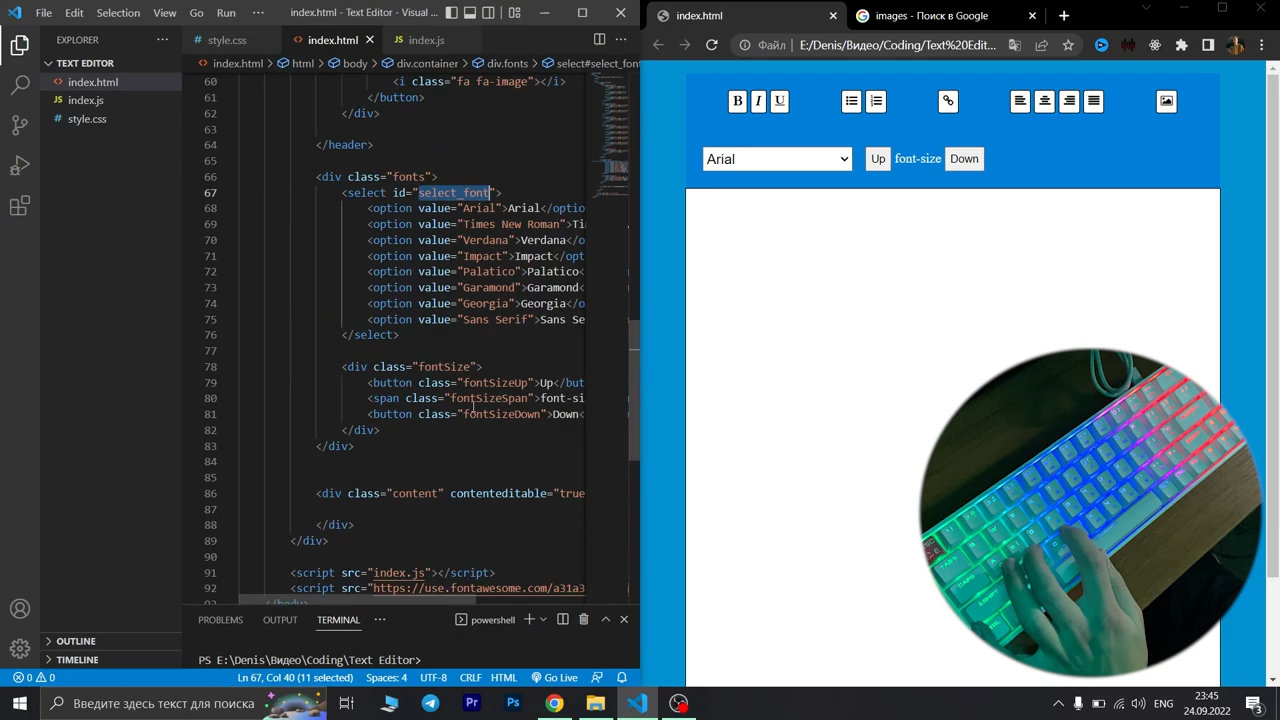 File Edit Selection View Go Run index.html - Visual ...
EXPLORER
TEXT EDITOR
index.html
index.js
style.css
OUTLINE
TIMELINE
style.css index.html index.js
index.html > html > body > div.container > div.fonts > select#select_font
60 <i class="fa fa-image"></i>
61 </button>
62 </div>
63
64 </header>
65
66 <div class="fonts">
67 <select id="select_font">
68 <option value="Arial">Arial</optio
69 <option value="Times New Roman">Ti
70 <option value="Verdana">Verdana</o
71 <option value="Impact">Impact</opt
72 <option value="Palatico">Palatico<
73 <option value="Garamond">Garamond<
74 <option value="Georgia">Georgia</o
75 <option value="Sans Serif">Sans Se
76 </select>
77
78 <div class="fontSize">
79 <button class="fontSizeUp">Up</but
80 <span class="fontSizeSpan">font-si
81 <button class="fontSizeDown">Down<
82 </div>
83 </div>
84
85
86 <div class="content" contenteditable="true
87
88 </div>
89 </div>
90
91 <script src="index.js"></script>
92 <script src="https://use.fontawesome.com/a31a3
93 </body>
PROBLEMS OUTPUT TERMINAL ... powershell
PS E:\Denis\Видео\Coding\Text Editor>
0 0 Ln 67, Col 40 (11 selected) Spaces: 4 UTF-8 CRLF HTML Go Live
index.html images - Поиск в Google
Файл E:/Denis/Видео/Coding/Text%20Edit...
B I U
Arial Up font-size Down
TAB
CAPS
Введите здесь текст для поиска
ENG 23:45
24.09.2022 3